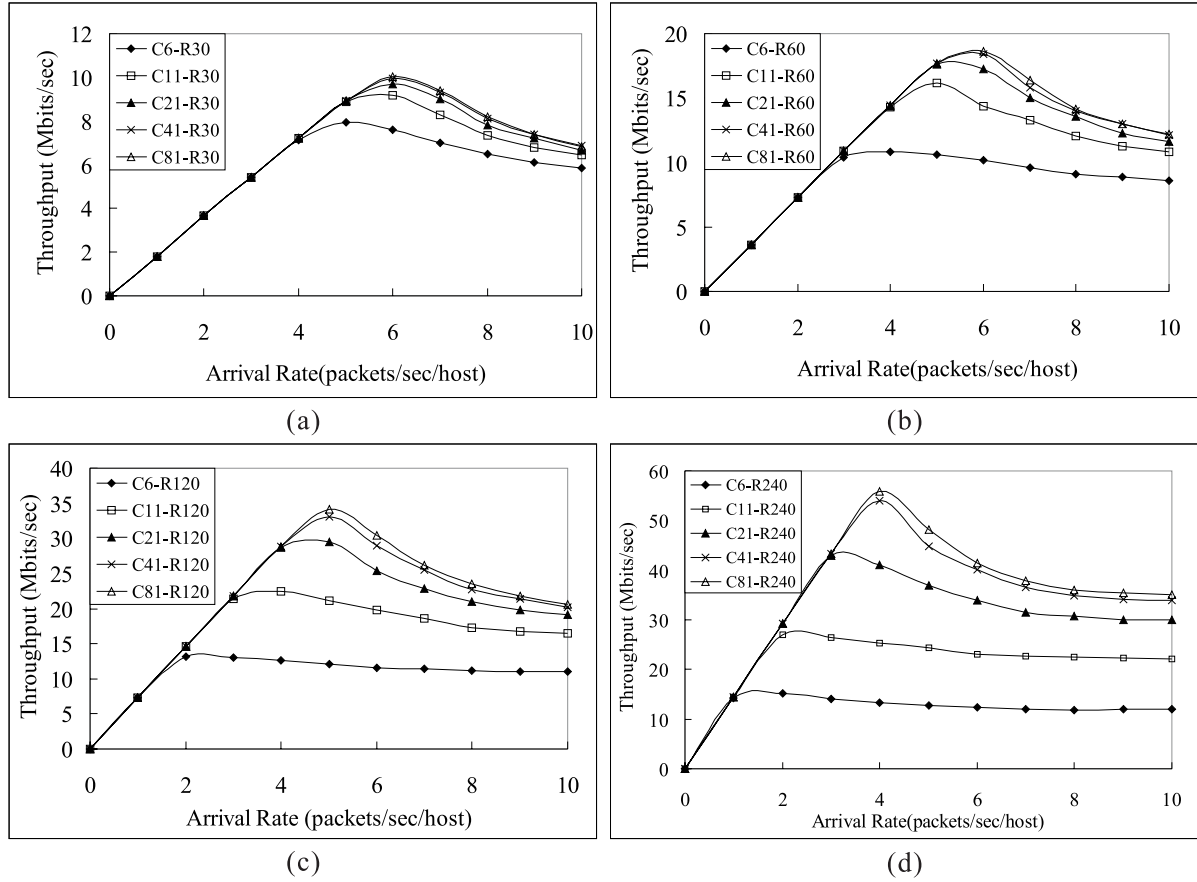 12
10
8
6
4
2
0
Throughput (Mbits/sec)
C6-R30
C11-R30
C21-R30
C41-R30
C81-R30
0 2 4 6 8 10
Arrival Rate(packets/sec/host)
(a)
20
15
10
5
0
Throughput (Mbits/sec)
C6-R60
C11-R60
C21-R60
C41-R60
C81-R60
0 2 4 6 8 10
Arrival Rate(packets/sec/host)
(b)
40
35
30
25
20
15
10
5
0
Throughput (Mbits/sec)
C6-R120
C11-R120
C21-R120
C41-R120
C81-R120
0 2 4 6 8 10
Arrival Rate (packets/sec/host)
(c)
60
50
40
30
20
10
0
Throughput (Mbits/sec)
C6-R240
C11-R240
C21-R240
C41-R240
C81-R240
0 2 4 6 8 10
Arrival Rate(packets/sec/host)
(d)